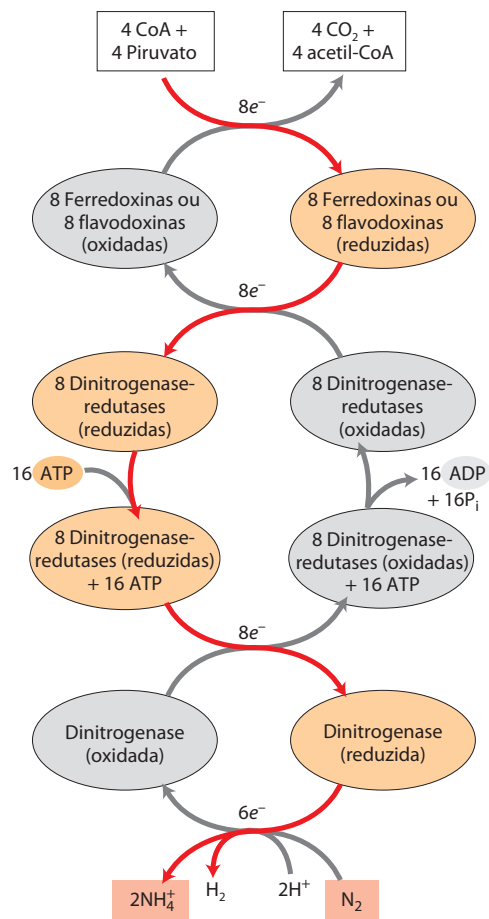 4 CoA +
4 Piruvato
4 CO₂ +
4 acetil-CoA
8e⁻
8 Ferredoxinas ou
8 flavodoxinas
(oxidadas)
8 Ferredoxinas ou
8 flavodoxinas
(reduzidas)
8e⁻
8 Dinitrogenase-
redutases
(reduzidas)
8 Dinitrogenase-
redutases
(oxidadas)
16 ATP
16 ADP
+ 16Pᵢ
8 Dinitrogenase-
redutases (reduzidas)
+ 16 ATP
8 Dinitrogenase-
redutases (oxidadas)
+ 16 ATP
8e⁻
Dinitrogenase
(oxidada)
Dinitrogenase
(reduzida)
6e⁻
2NH₄⁺
H₂
2H⁺
N₂